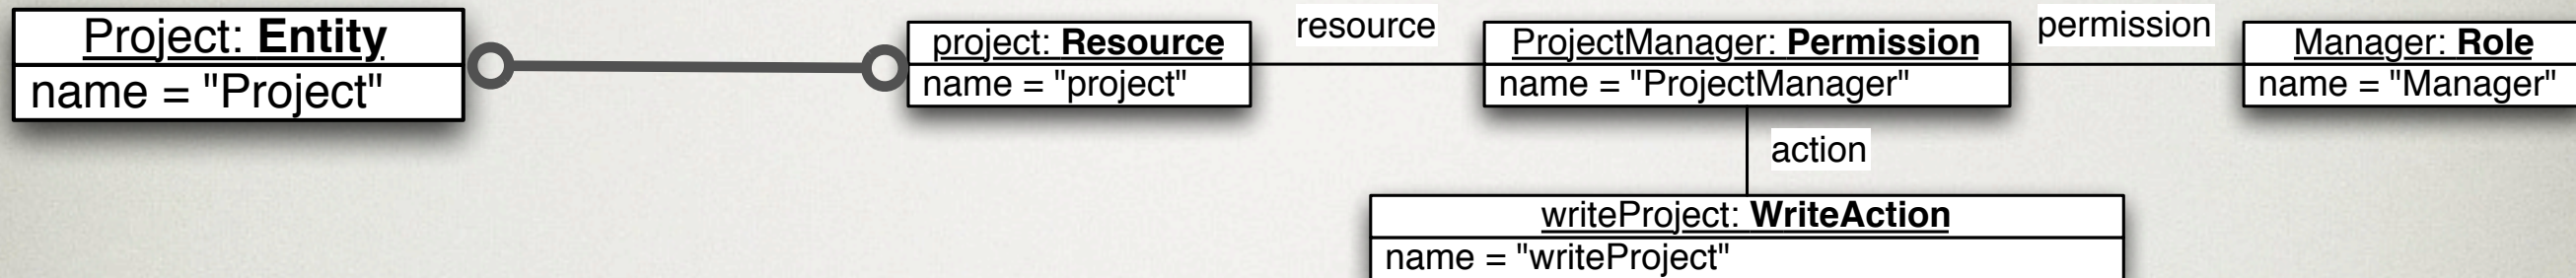 Project: Entity
name = "Project"
project: Resource
name = "project"
resource
ProjectManager: Permission
name = "ProjectManager"
permission
Manager: Role
name = "Manager"
action
writeProject: WriteAction
name = "writeProject"